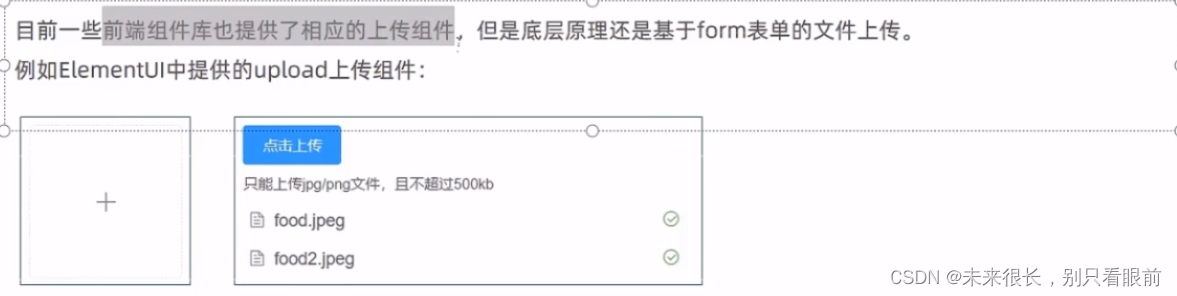 目前一些前端组件库也提供了相应的上传组件，但是底层原理还是基于form表单的文件上传。
例如ElementUI中提供的upload上传组件：
点击上传
只能上传jpg/png文件，且不超过500kb
food.jpeg
food2.jpeg
CSDN @未来很长，别只看眼前